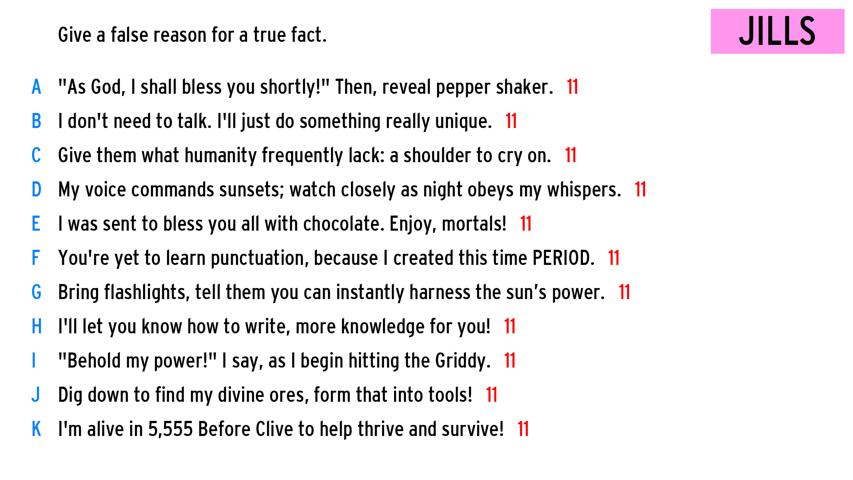 JILLS
Give a false reason for a true fact.
A "As God, I shall bless you shortly!" Then, reveal pepper shaker. 11
B I don't need to talk. I'll just do something really unique. 11
C Give them what humanity frequently lack: a shoulder to cry on. 11
D My voice commands sunsets; watch closely as night obeys my whispers. 11
E I was sent to bless you all with chocolate. Enjoy, mortals! 11
F You're yet to learn punctuation, because I created this time PERIOD. 11
G Bring flashlights, tell them you can instantly harness the sun’s power. 11
H I'll let you know how to write, more knowledge for you! 11
I "Behold my power!" I say, as I begin hitting the Griddy. 11
J Dig down to find my divine ores, form that into tools! 11
K I'm alive in 5,555 Before Clive to help thrive and survive! 11